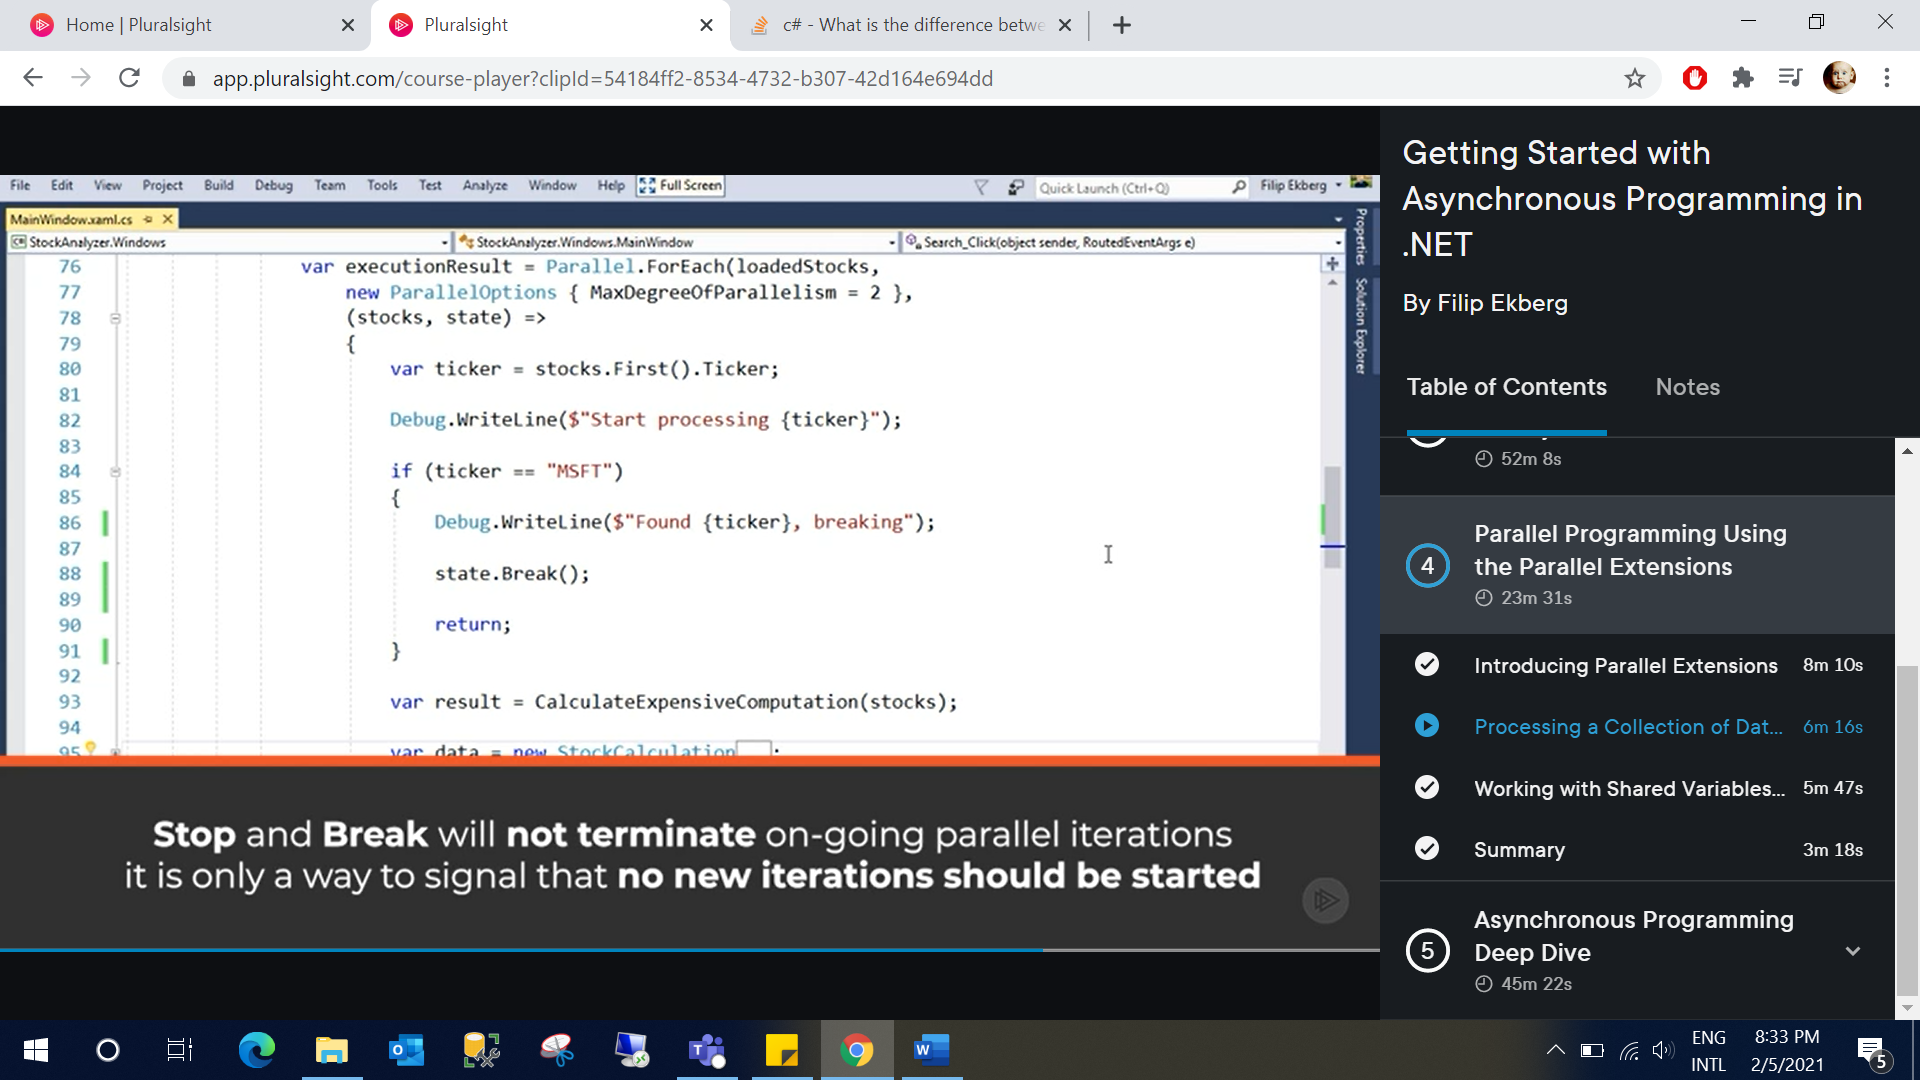 Home | Pluralsight
Pluralsight
c# - What is the difference betwe
app.pluralsight.com/course-player?clipId=54184ff2-8534-4732-b307-42d164e694dd
File Edit View Project Build Debug Team Tools Test Analyze Window Help Full Screen
Quick Launch (Ctrl+Q)
Filip Ekberg
MainWindow.xaml.cs
StockAnalyzer.Windows
StockAnalyzer.Windows.MainWindow
Search_Click(object sender, RoutedEventArgs e)
Properties
Solution Explorer
76 var executionResult = Parallel.ForEach(loadedStocks,
77 new ParallelOptions { MaxDegreeOfParallelism = 2 },
78 (stocks, state) =>
79 {
80 var ticker = stocks.First().Ticker;
81
82 Debug.WriteLine($"Start processing {ticker}");
83
84 if (ticker == "MSFT")
85 {
86 Debug.WriteLine($"Found {ticker}, breaking");
87
88 state.Break();
89
90 return;
91 }
92
93 var result = CalculateExpensiveComputation(stocks);
94
95 var data = new StockCalculation ;
Stop and Break will not terminate on-going parallel iterations
it is only a way to signal that no new iterations should be started
Getting Started with
Asynchronous Programming in
.NET
By Filip Ekberg
Table of Contents
Notes
52m 8s
4
Parallel Programming Using
the Parallel Extensions
23m 31s
Introducing Parallel Extensions 8m 10s
Processing a Collection of Dat... 6m 16s
Working with Shared Variables... 5m 47s
Summary 3m 18s
5
Asynchronous Programming
Deep Dive
45m 22s
ENG
INTL
8:33 PM
2/5/2021
5